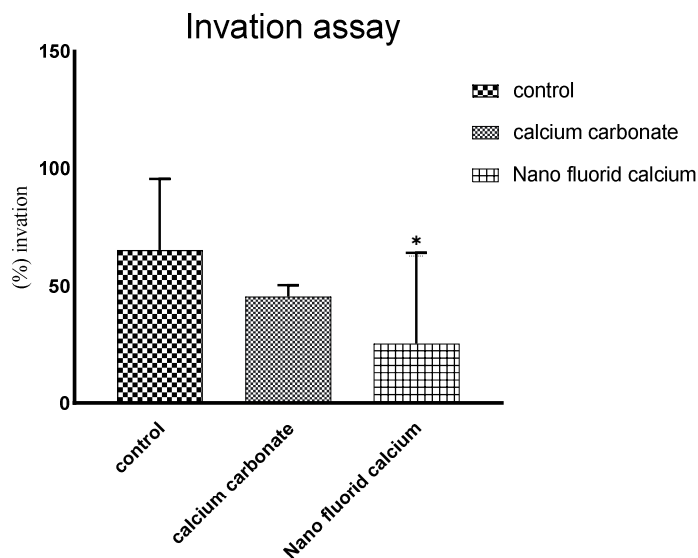 Invation assay
150
100
50
0
(%) invation
control
calcium carbonate
Nano fluorid calcium
*
control
calcium carbonate
Nano fluorid calcium